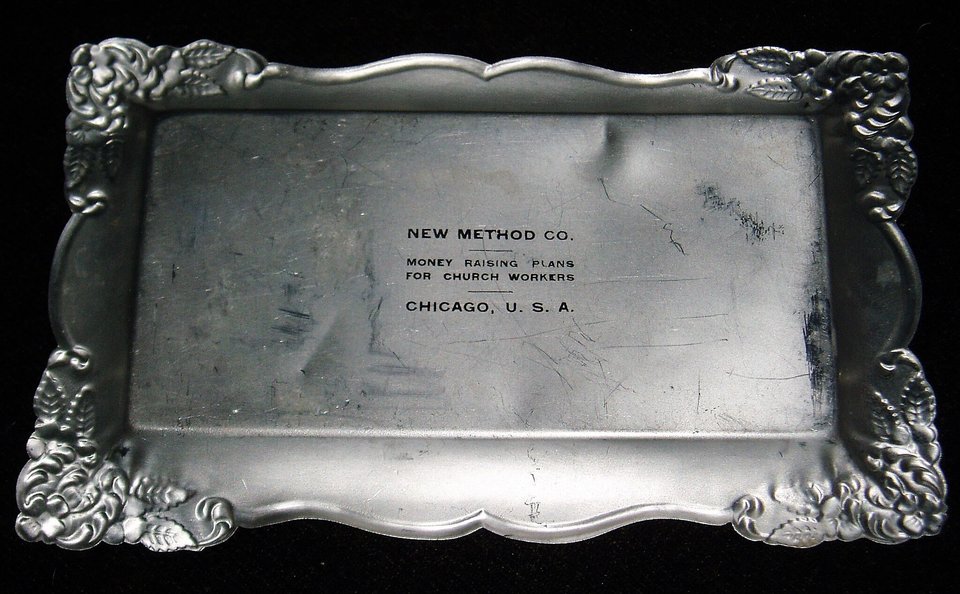 NEW METHOD CO.
MONEY RAISING PLANS
FOR CHURCH WORKERS
CHICAGO, U. S. A.